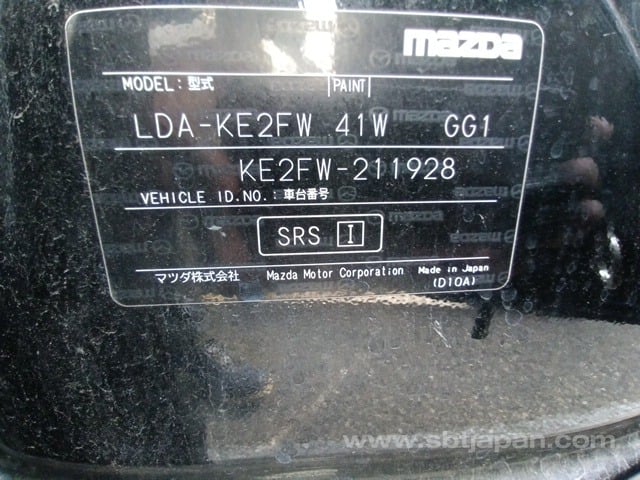 mazda
MODEL: 型式 PAINT
LDA-KE2FW 41W GG1
KE2FW-211928
VEHICLE ID.NO.: 車台番号
SRS I
マツダ株式会社 Mazda Motor Corporation Made in Japan
(D10A)
www.sbtjapan.com